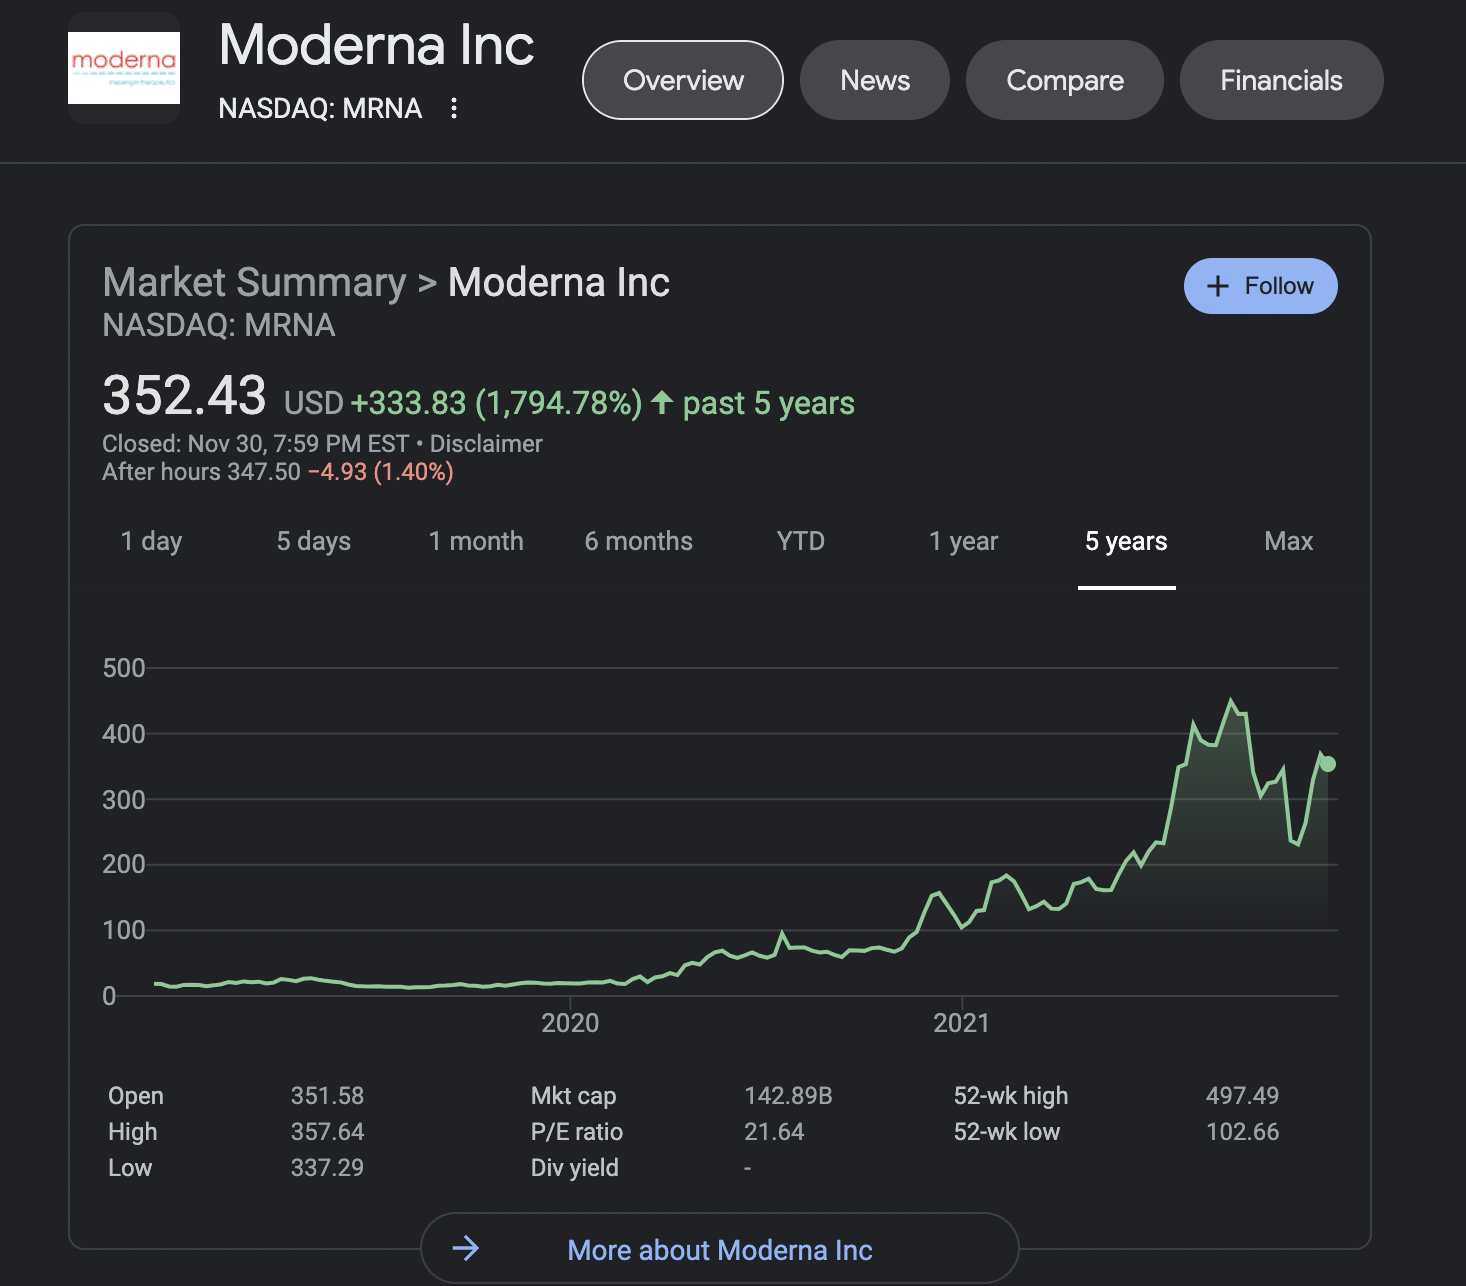 moderna
messenger therapeutics
Moderna Inc
NASDAQ: MRNA
Overview
News
Compare
Financials
Market Summary > Moderna Inc
NASDAQ: MRNA
+ Follow
352.43 USD +333.83 (1,794.78%) ↑ past 5 years
Closed: Nov 30, 7:59 PM EST • Disclaimer
After hours 347.50 −4.93 (1.40%)
1 day 5 days 1 month 6 months YTD 1 year 5 years Max
500
400
300
200
100
0
2020 2021
Open 351.58 Mkt cap 142.89B 52-wk high 497.49
High 357.64 P/E ratio 21.64 52-wk low 102.66
Low 337.29 Div yield -
→ More about Moderna Inc